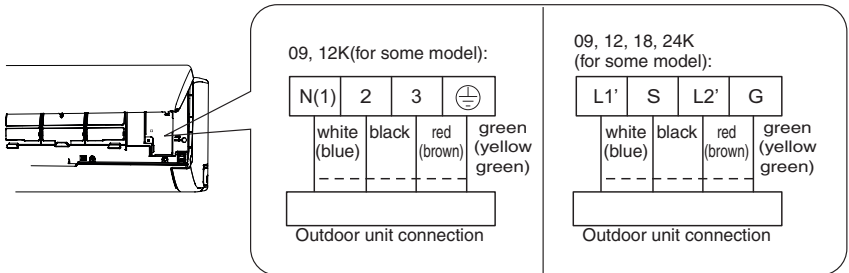 09, 12K(for some model):
N(1) 2 3
white black red green
(blue) (brown) (yellow
green)
Outdoor unit connection
09, 12, 18, 24K
(for some model):
L1' S L2' G
white black red green
(blue) (brown) (yellow
green)
Outdoor unit connection